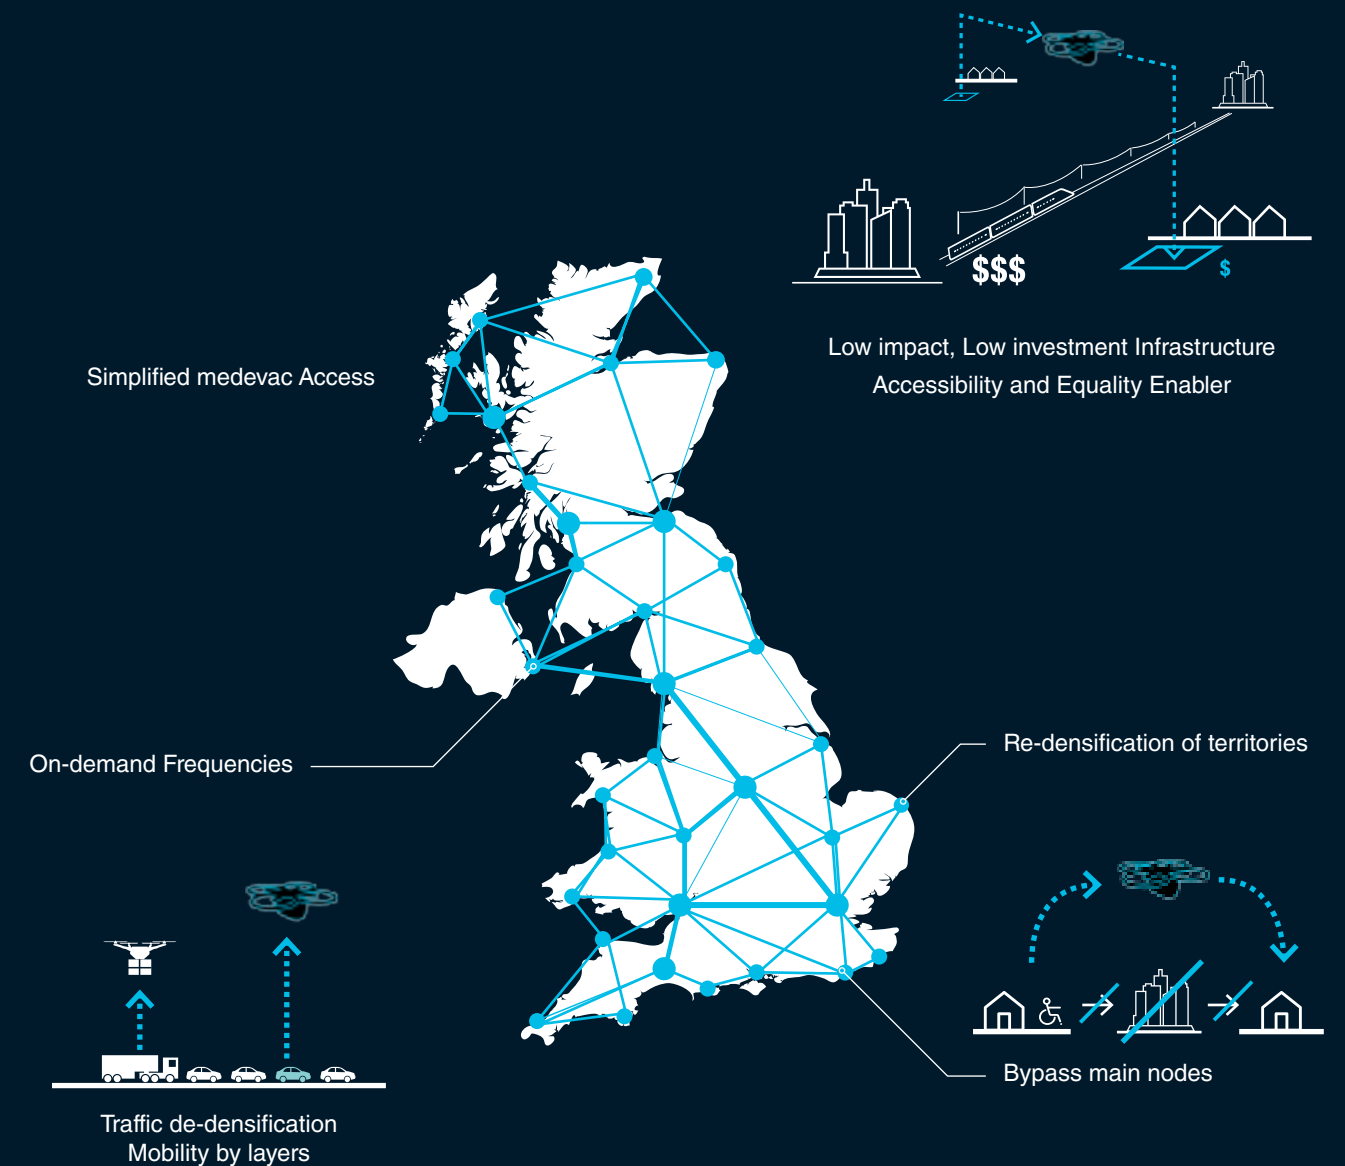 $$$
$
Low impact, Low investment Infrastructure
Accessibility and Equality Enabler
Simplified medevac Access
On-demand Frequencies
Re-densification of territories
Bypass main nodes
Traffic de-densification
Mobility by layers